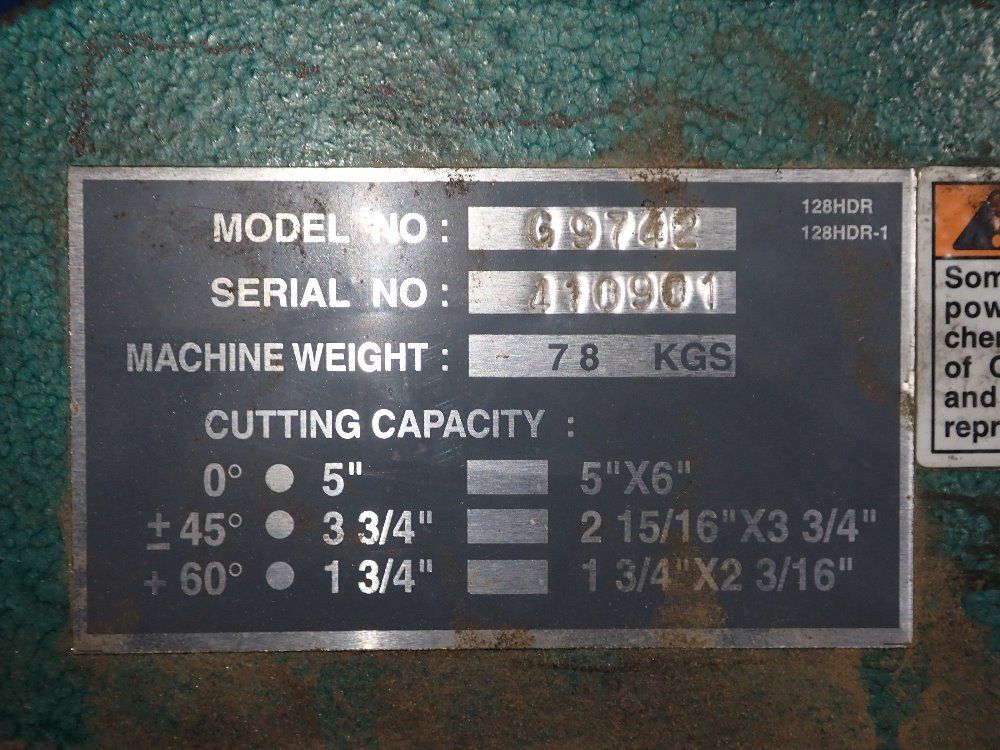 MODEL NO : G9742
128HDR
128HDR-1
SERIAL NO : 410901
MACHINE WEIGHT : 78 KGS
CUTTING CAPACITY :
0° 5" 5"X6"
± 45° 3 3/4" 2 15/16"X3 3/4"
+ 60° 1 3/4" 1 3/4"X2 3/16"
of
and